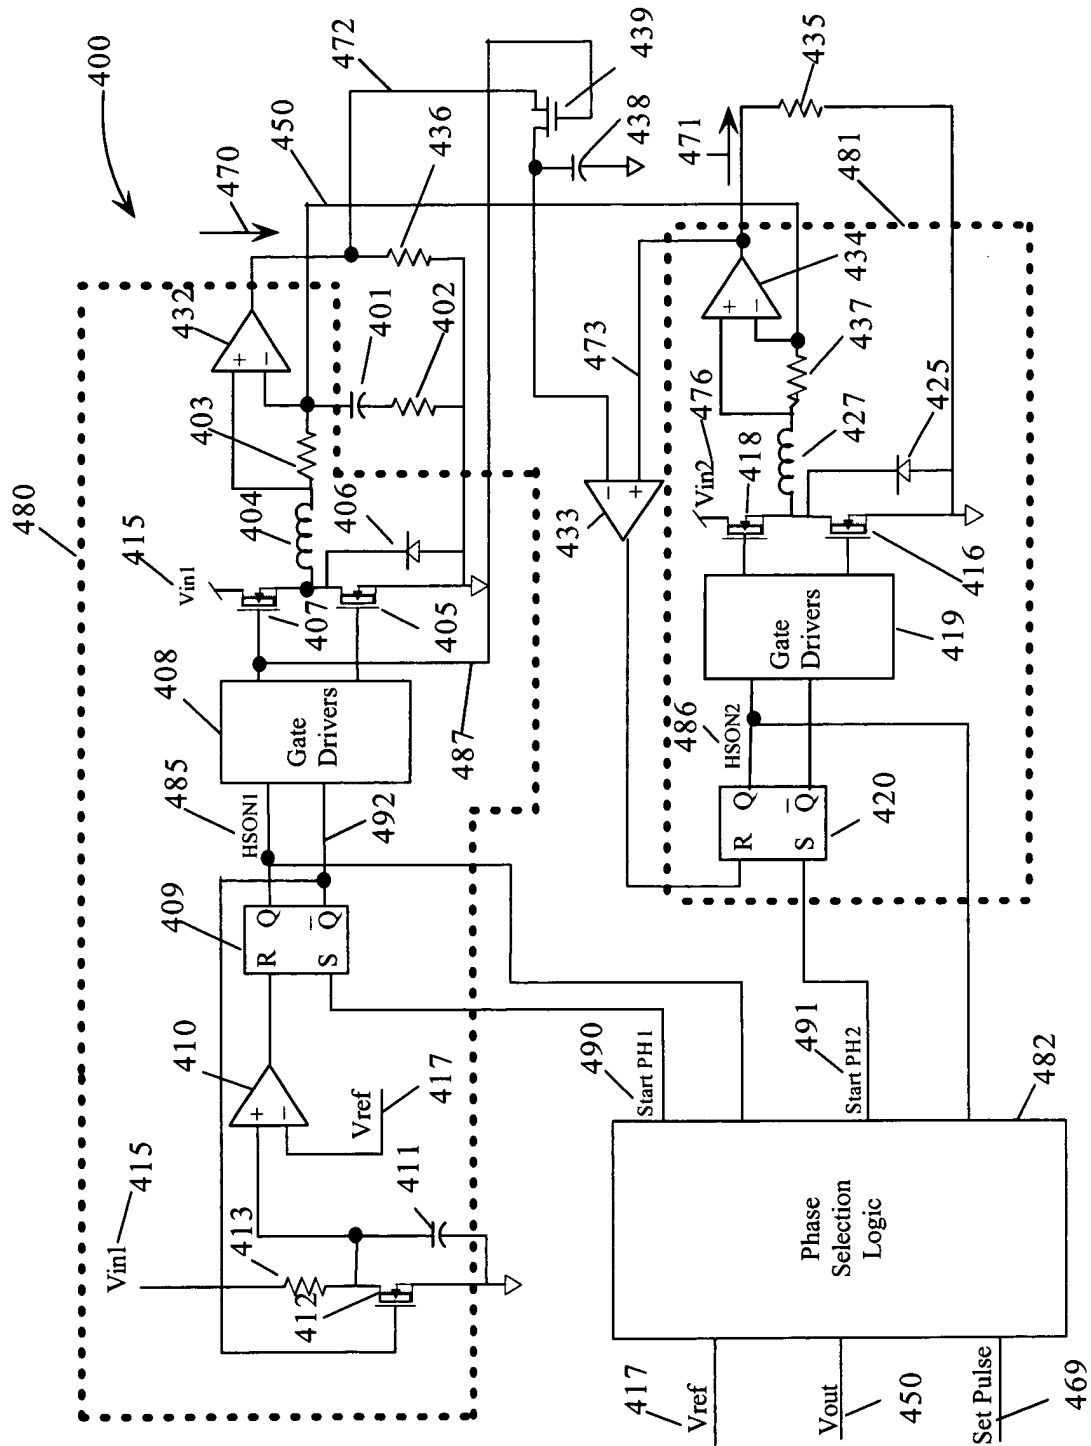 400
480
Vin1
415
413
412
411
Vref
417
410
+
−
409
R
Q
S
Q
HSON1
485
492
408
Gate
Drivers
487
Vin1
415
407
405
406
404
403
432
+
−
401
402
470
436
450
472
439
438
435
471
481
473
433
−
+
434
+
−
437
427
425
Vin2
476
418
416
419
Gate
Drivers
HSON2
486
420
R
Q
S
Q
Start PH1
490
Start PH2
491
482
Phase
Selection
Logic
417
Vref
Vout
450
Set Pulse
469